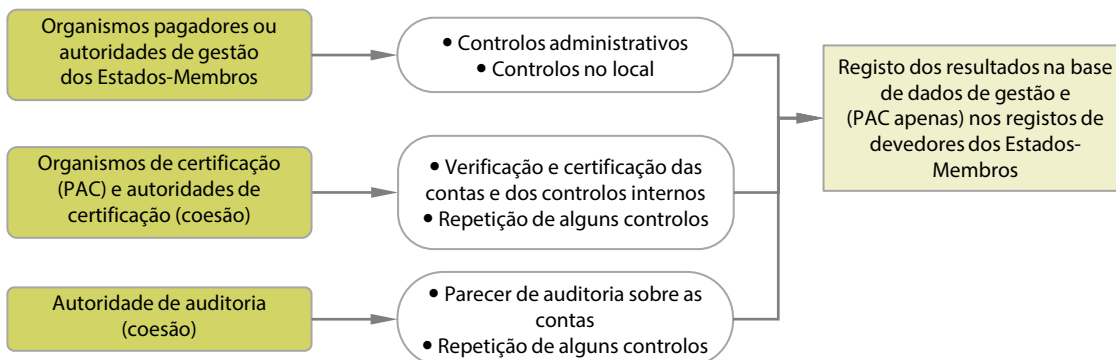 Organismos pagadores ou
autoridades de gestão
dos Estados-Membros
• Controlos administrativos
• Controlos no local
Registo dos resultados na base
de dados de gestão e
(PAC apenas) nos registos de
devedores dos Estados-
Membros
Organismos de certificação
(PAC) e autoridades de
certificação (coesão)
• Verificação e certificação das
contas e dos controlos internos
• Repetição de alguns controlos
Autoridade de auditoria
(coesão)
• Parecer de auditoria sobre as
contas
• Repetição de alguns controlos